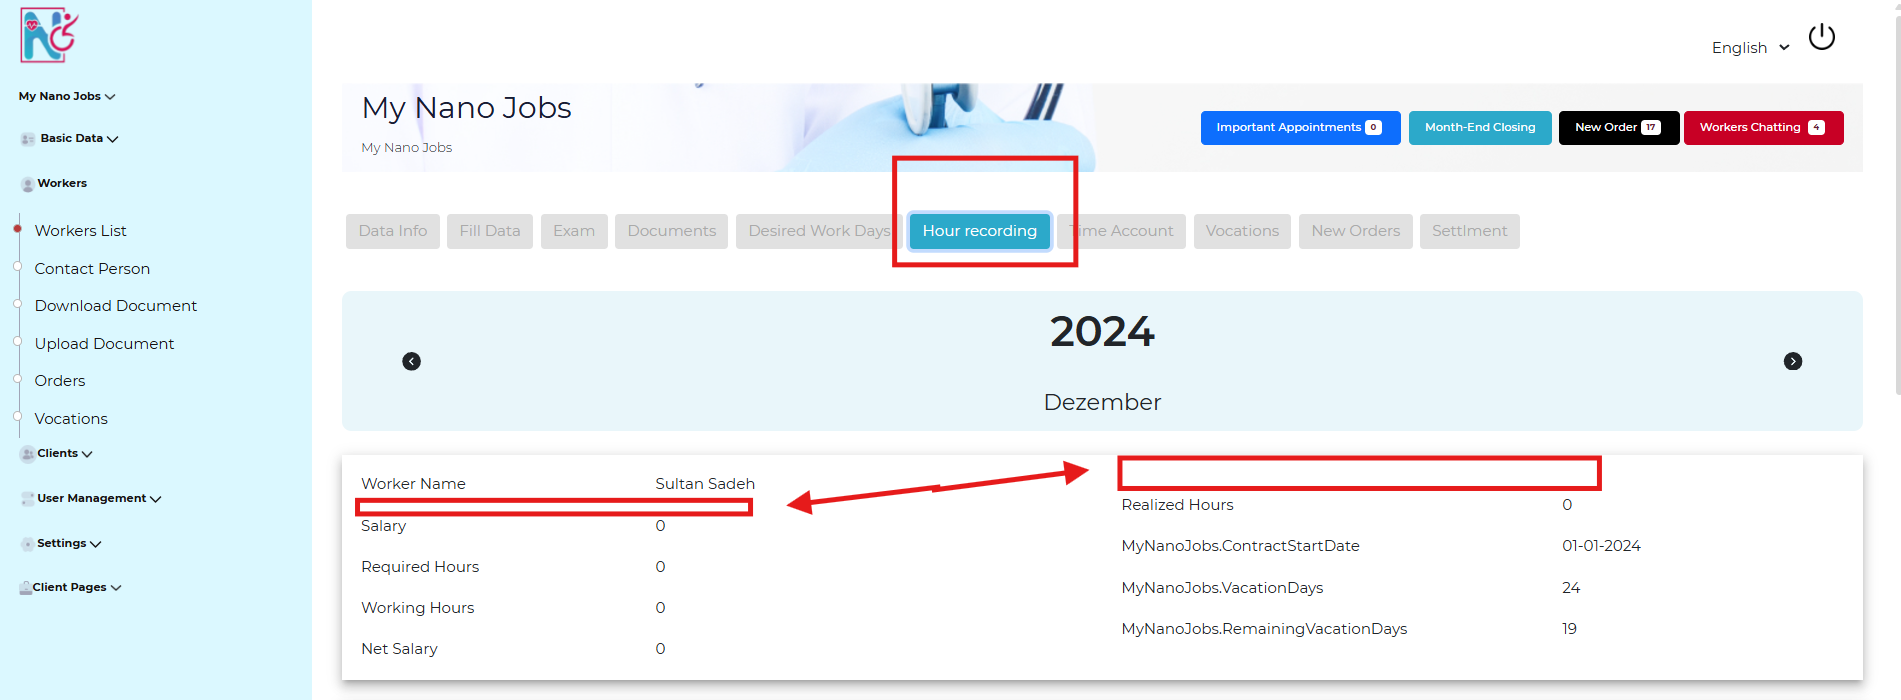 English
My Nano Jobs
Basic Data
Workers
Workers List
Contact Person
Download Document
Upload Document
Orders
Vocations
Clients
User Management
Settings
Client Pages
My Nano Jobs
My Nano Jobs
Important Appointments 0
Month-End Closing
New Order 17
Workers Chatting 4
Data Info
Fill Data
Exam
Documents
Desired Work Days
Hour recording
Time Account
Vocations
New Orders
Settlment
2024
Dezember
Worker Name Sultan Sadeh
Salary 0
Required Hours 0
Working Hours 0
Net Salary 0
Realized Hours 0
MyNanoJobs.ContractStartDate 01-01-2024
MyNanoJobs.VacationDays 24
MyNanoJobs.RemainingVacationDays 19